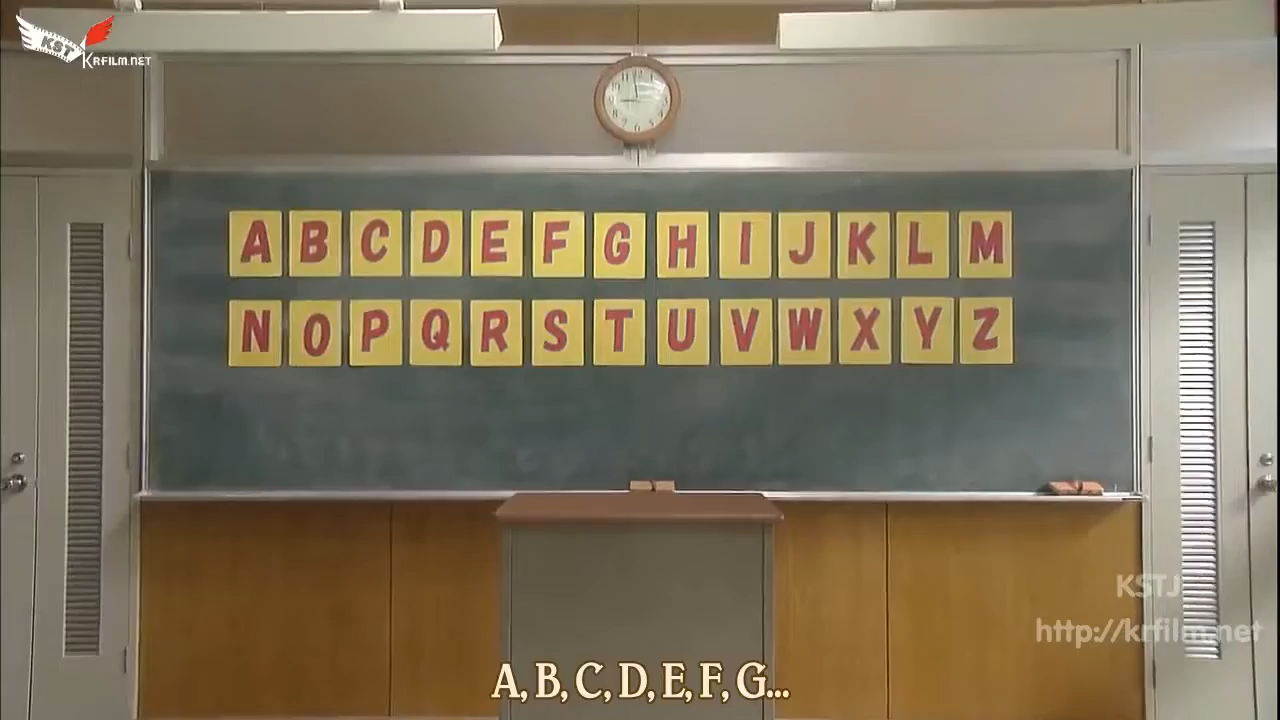 KST
KRFILM.NET
A B C D E F G H I J K L M
N O P Q R S T U V W X Y Z
KSTJ
http://krfilm.net
A, B, C, D, E, F, G...